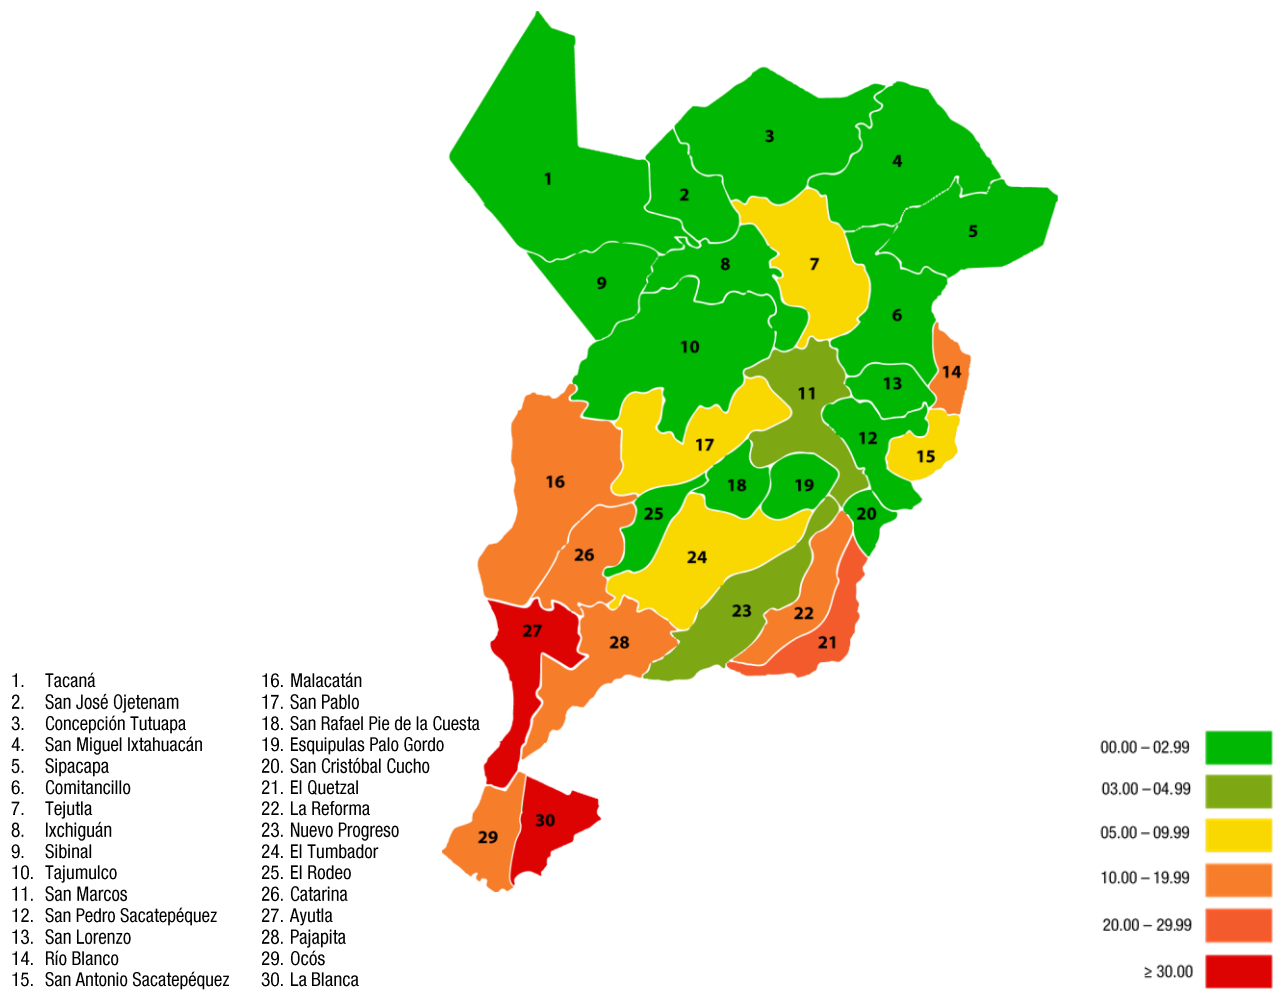 3
4
1
2
5
8
7
9
6
10
14
13
11
12
17
15
16
18
19
25
20
24
26
23
22
27
28
21
1. Tacaná
2. San José Ojetenam
3. Concepción Tutuapa
4. San Miguel Ixtahuacán
5. Sipacapa
6. Comitancillo
7. Tejutla
8. Ixchiguán
9. Sibinal
10. Tajumulco
11. San Marcos
12. San Pedro Sacatepéquez
13. San Lorenzo
14. Río Blanco
15. San Antonio Sacatepéquez
16. Malacatán
17. San Pablo
18. San Rafael Pie de la Cuesta
19. Esquipulas Palo Gordo
20. San Cristóbal Cucho
21. El Quetzal
22. La Reforma
23. Nuevo Progreso
24. El Tumbador
25. El Rodeo
26. Catarina
27. Ayutla
28. Pajapita
29. Ocós
30. La Blanca
29
30
00.00 – 02.99
03.00 – 04.99
05.00 – 09.99
10.00 – 19.99
20.00 – 29.99
≥ 30.00